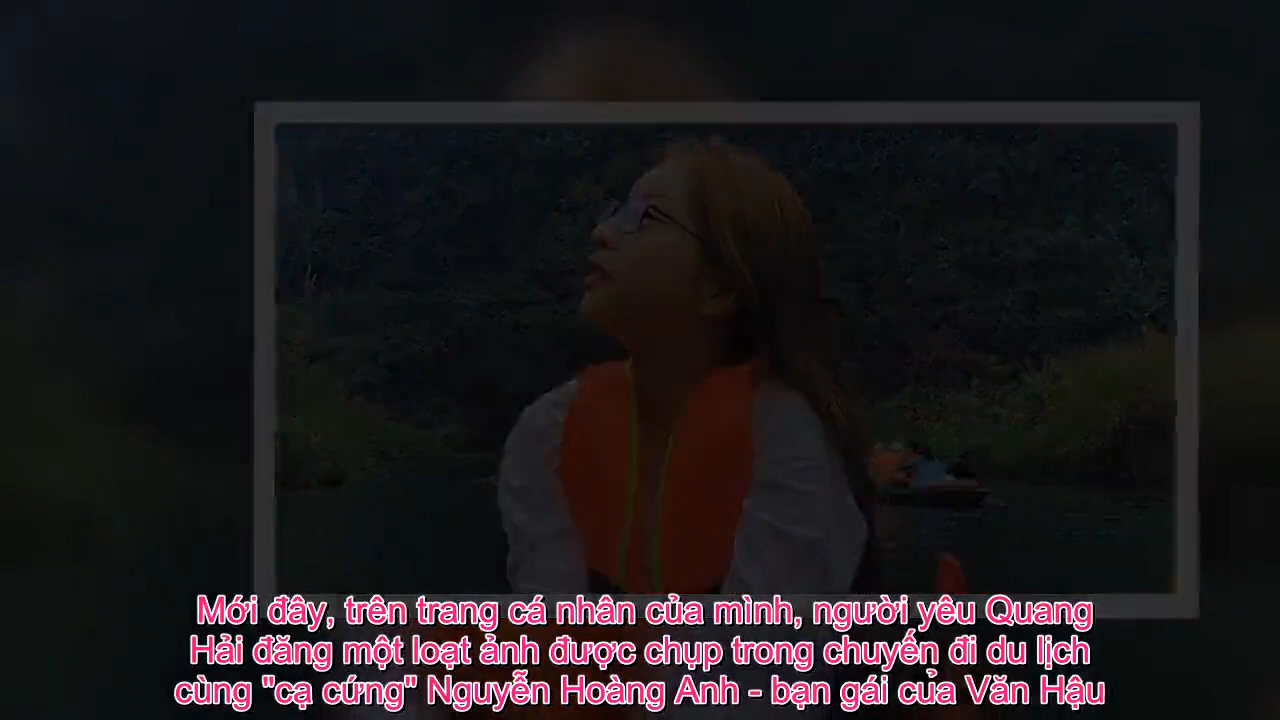 Mới đây, trên trang cá nhân của mình, người yêu Quang
Hải đăng một loạt ảnh được chụp trong chuyến đi du lịch
cùng "cạ cứng" Nguyễn Hoàng Anh - bạn gái của Văn Hậu